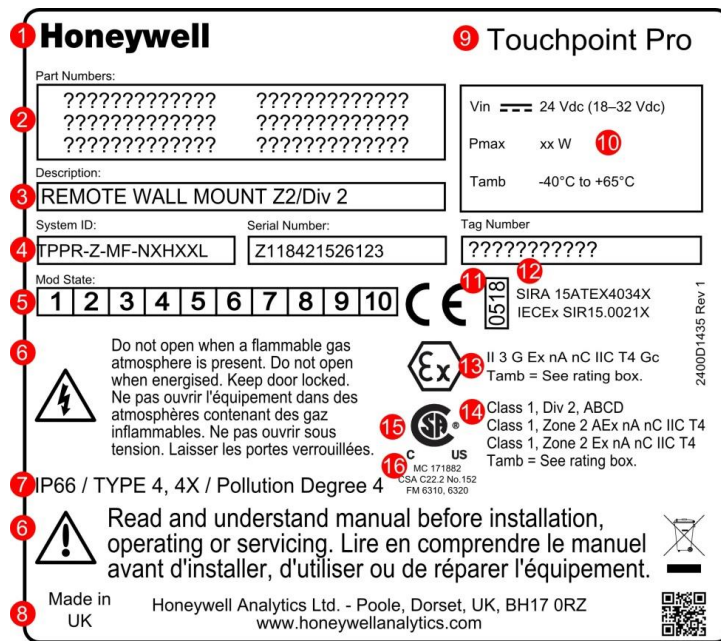 1 Honeywell
9 Touchpoint Pro
Part Numbers:
2
????????????? ?????????????
????????????? ?????????????
????????????? ?????????????
Vin 24 Vdc (18–32 Vdc)
Pmax xx W 10
Tamb -40°C to +65°C
Description:
3 REMOTE WALL MOUNT Z2/Div 2
System ID: Serial Number: Tag Number
4 TPPR-Z-MF-NXHXXL Z118421526123 ???????????
Mod State:
5 1 2 3 4 5 6 7 8 9 10
CE
11 0518
12
SIRA 15ATEX4034X
IECEx SIR15.0021X
2400D1435 Rev 1
6
Do not open when a flammable gas
atmosphere is present. Do not open
when energised. Keep door locked.
Ne pas ouvrir l'équipement dans des
atmosphères contenant des gaz
inflammables. Ne pas ouvrir sous
tension. Laisser les portes verrouillées.
Ex
13 II 3 G Ex nA nC IIC T4 Gc
Tamb = See rating box.
15 CSA ®
C US
14 Class 1, Div 2, ABCD
Class 1, Zone 2 AEx nA nC IIC T4
Class 1, Zone 2 Ex nA nC IIC T4
Tamb = See rating box.
16 MC 171882
CSA C22.2 No.152
FM 6310, 6320
7 IP66 / TYPE 4, 4X / Pollution Degree 4
6
Read and understand manual before installation,
operating or servicing. Lire en comprendre le manuel
avant d'installer, d'utiliser ou de réparer l'équipement.
8 Made in
UK
Honeywell Analytics Ltd. - Poole, Dorset, UK, BH17 0RZ
www.honeywellanalytics.com